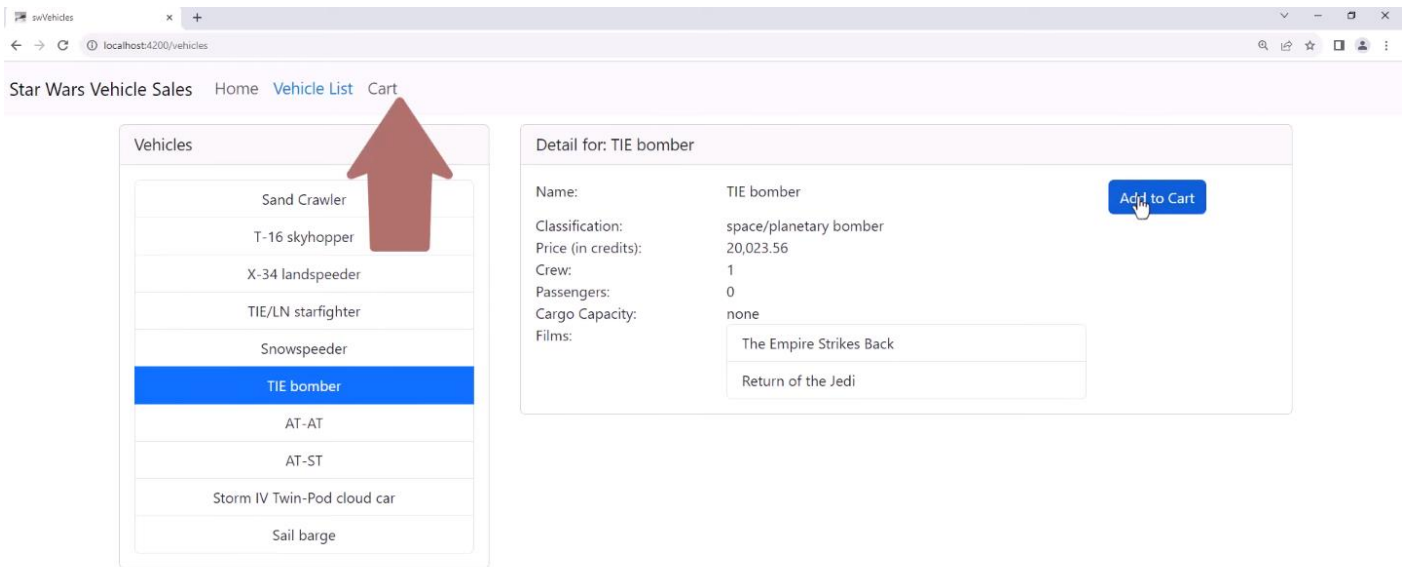 swVehicles
localhost:4200/vehicles
Star Wars Vehicle Sales Home Vehicle List Cart
Vehicles
Sand Crawler
T-16 skyhopper
X-34 landspeeder
TIE/LN starfighter
Snowspeeder
TIE bomber
AT-AT
AT-ST
Storm IV Twin-Pod cloud car
Sail barge
Detail for: TIE bomber
Name: TIE bomber Add to Cart
Classification: space/planetary bomber
Price (in credits): 20,023.56
Crew: 1
Passengers: 0
Cargo Capacity: none
Films: The Empire Strikes Back
Return of the Jedi